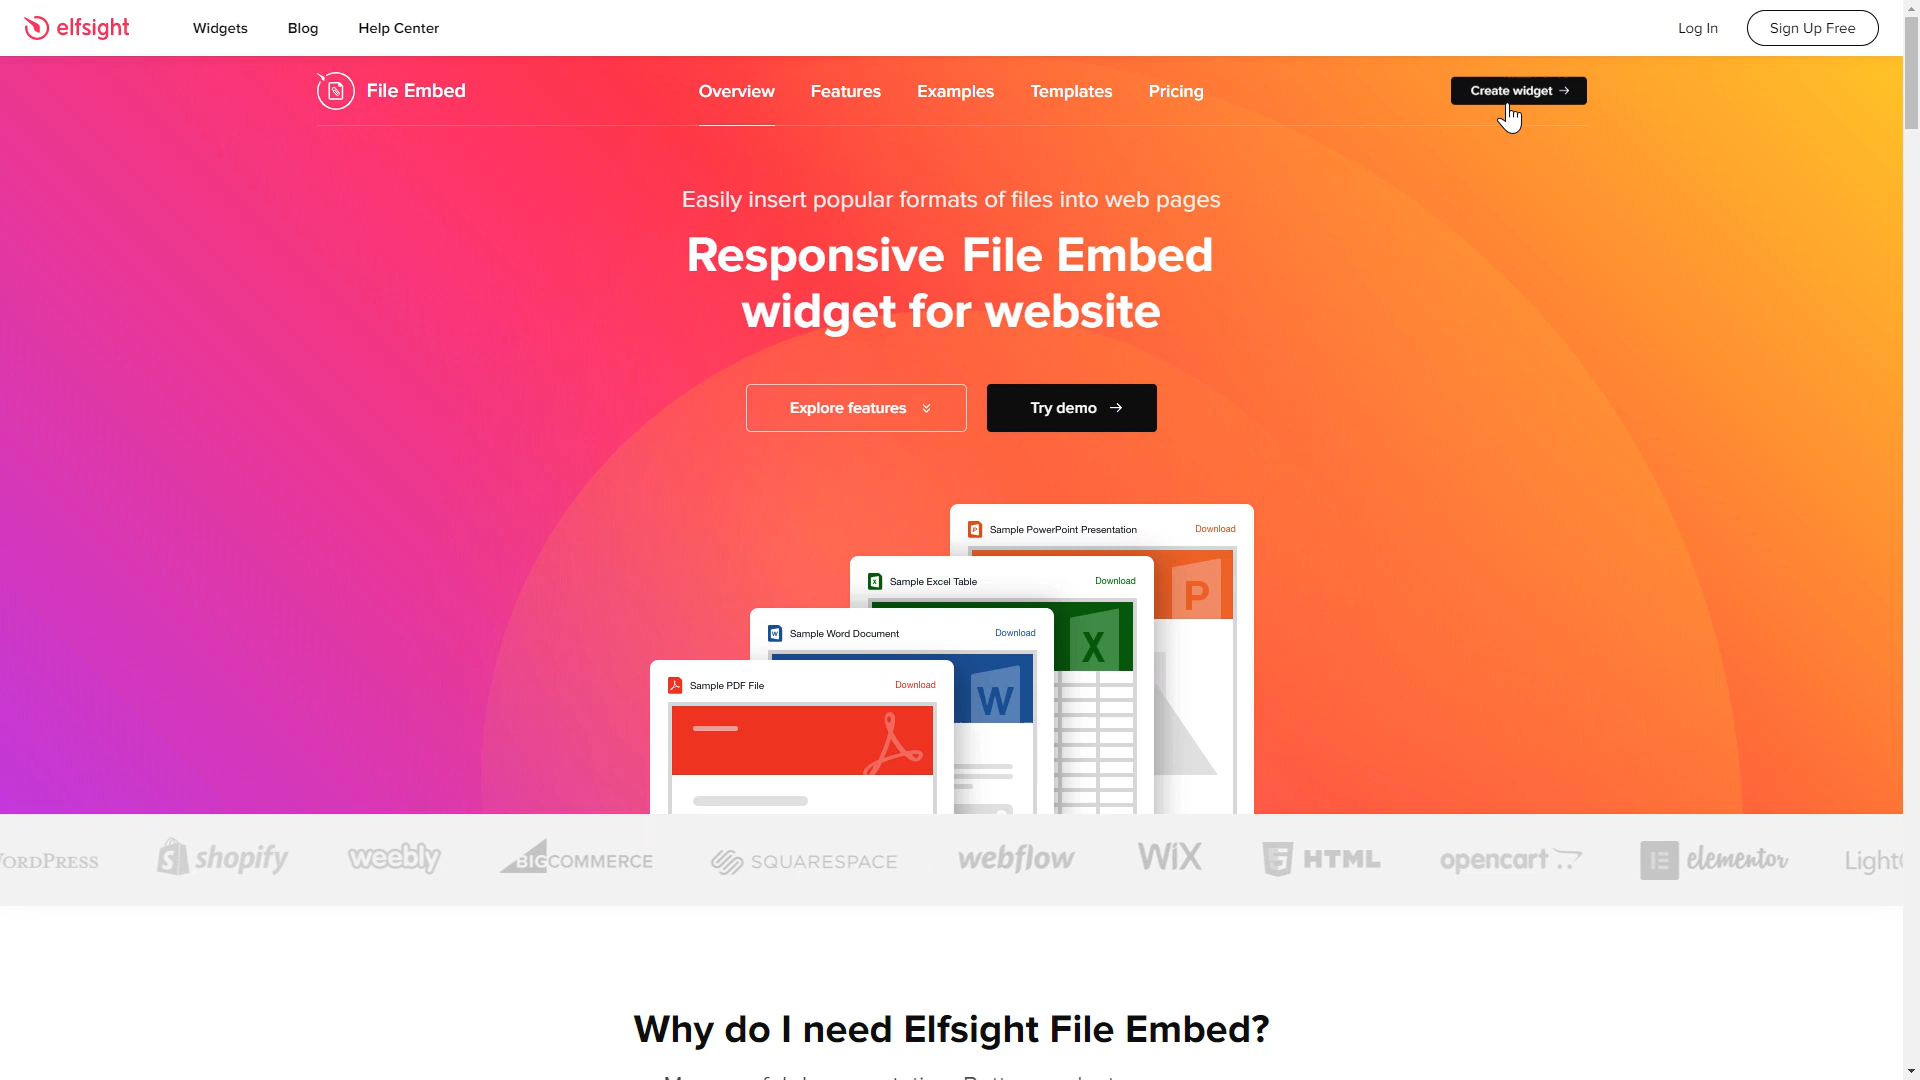 elfsight
Widgets
Blog
Help Center
Log In
Sign Up Free
File Embed
Overview
Features
Examples
Templates
Pricing
Create widget
Easily insert popular formats of files into web pages
Responsive File Embed
widget for website
Explore features
Try demo
P
Sample PowerPoint Presentation
Download
P
X
Sample Excel Table
Download
X
W
Sample Word Document
Download
W
Sample PDF File
Download
shopify
weebly
BIGCOMMERCE
SQUARESPACE
webflow
WiX
HTML
opencart
elementor
Why do I need Elfsight File Embed?